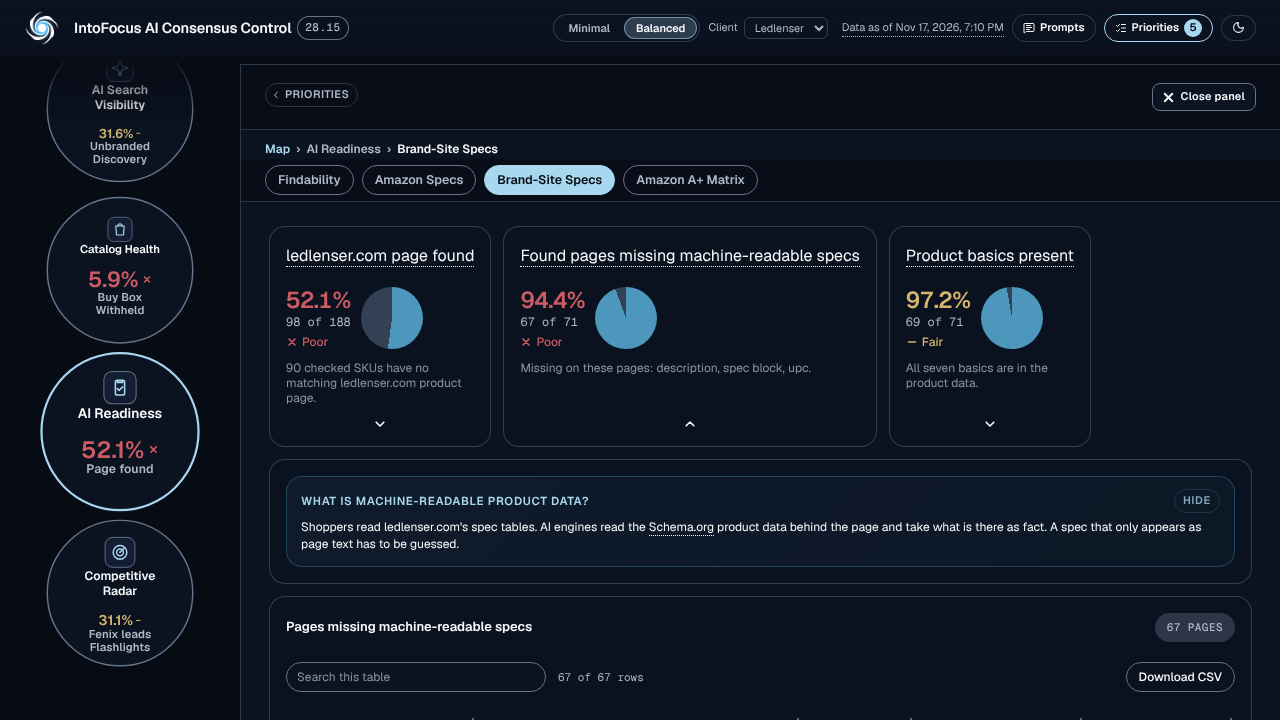 IntoFocus AI Consensus Control 28.15
Minimal Balanced Client Ledlenser Data as of Nov 17, 2026, 7:10 PM Prompts Priorities 5
AI Search
Visibility
31.6% –
Unbranded
Discovery
Catalog Health
5.9% ×
Buy Box
Withheld
AI Readiness
52.1% ×
Page found
Competitive
Radar
31.1% –
Fenix leads
Flashlights
PRIORITIES
Close panel
Map › AI Readiness › Brand-Site Specs
Findability Amazon Specs Brand-Site Specs Amazon A+ Matrix
ledlenser.com page found
52.1%
98 of 188
Poor
90 checked SKUs have no
matching ledlenser.com product
page.
Found pages missing machine-readable specs
94.4%
67 of 71
Poor
Missing on these pages: description, spec block, upc.
Product basics present
97.2%
69 of 71
Fair
All seven basics are in the
product data.
WHAT IS MACHINE-READABLE PRODUCT DATA? HIDE
Shoppers read ledlenser.com's spec tables. AI engines read the Schema.org product data behind the page and take what is there as fact. A spec that only appears as
page text has to be guessed.
Pages missing machine-readable specs 67 PAGES
Search this table 67 of 67 rows Download CSV